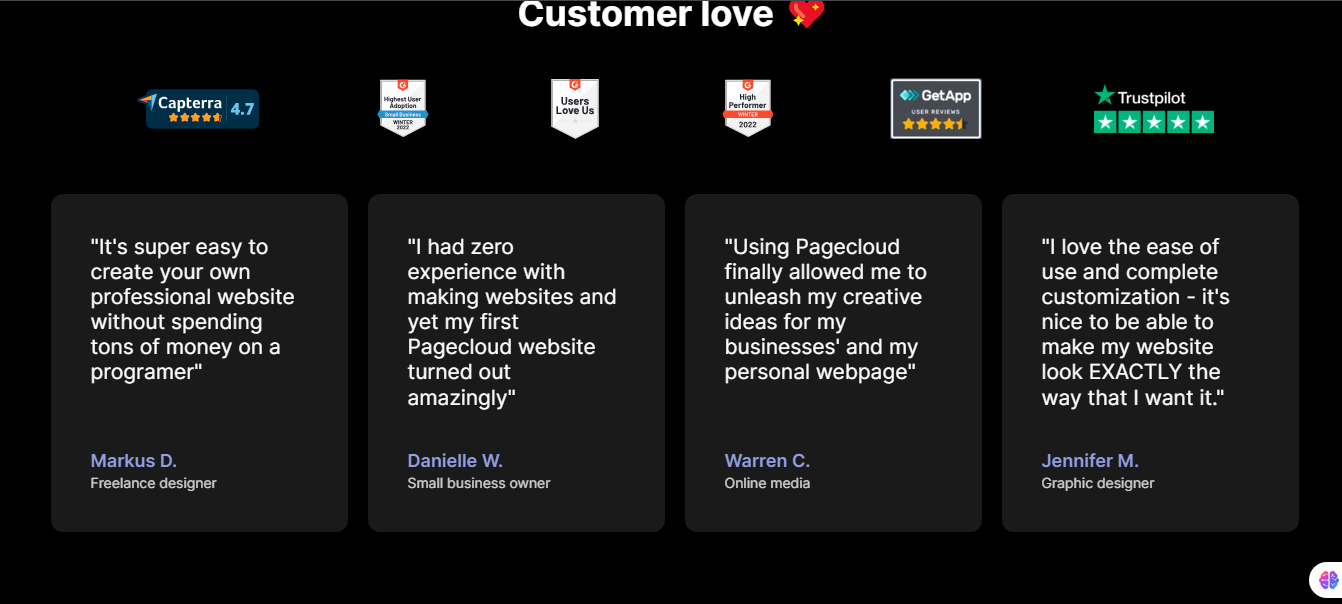 Customer love 💖
Capterra 4.7
Highest User
Adoption
Small Business
WINTER
2022
Users
Love Us
High
Performer
WINTER
2022
GetApp
USER REVIEWS
Trustpilot
"It's super easy to
create your own
professional website
without spending
tons of money on a
programer"
Markus D.
Freelance designer
"I had zero
experience with
making websites and
yet my first
Pagecloud website
turned out
amazingly"
Danielle W.
Small business owner
"Using Pagecloud
finally allowed me to
unleash my creative
ideas for my
businesses' and my
personal webpage"
Warren C.
Online media
"I love the ease of
use and complete
customization - it's
nice to be able to
make my website
look EXACTLY the
way that I want it."
Jennifer M.
Graphic designer